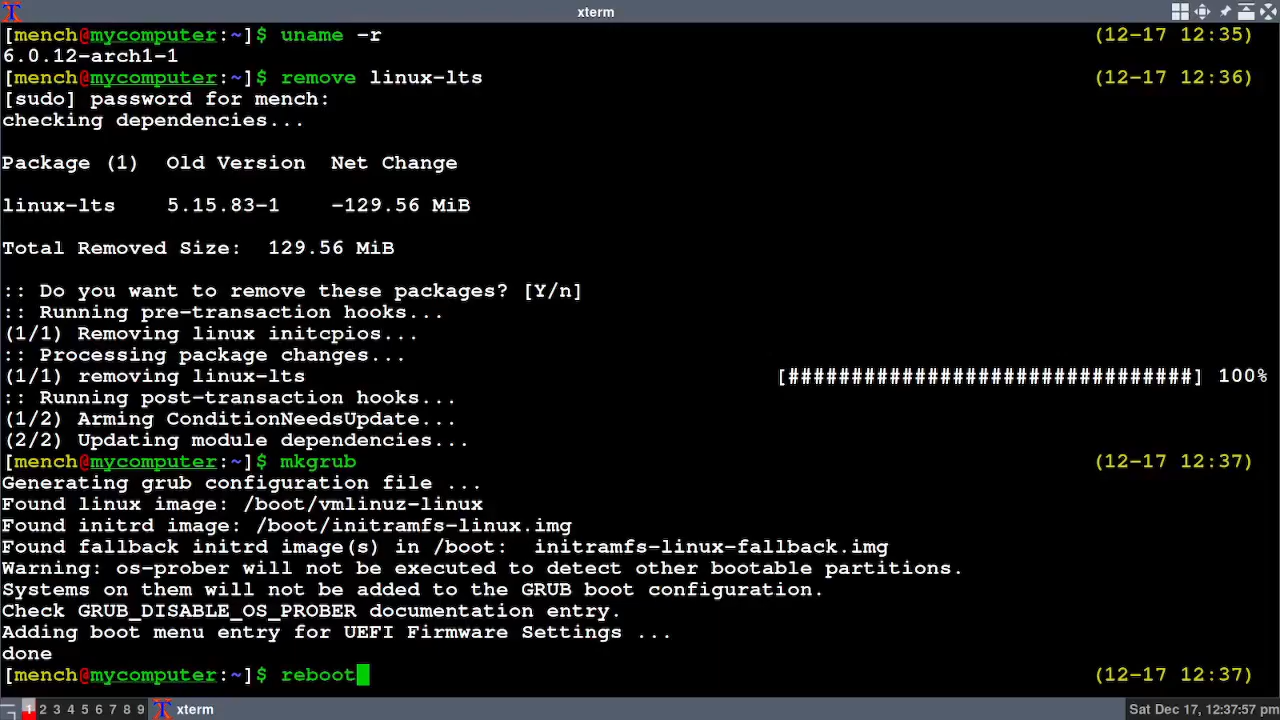 xterm
[mench@mycomputer:~]$ uname -r (12-17 12:35)
6.0.12-arch1-1
[mench@mycomputer:~]$ remove linux-lts (12-17 12:36)
[sudo] password for mench:
checking dependencies...
Package (1)  Old Version  Net Change
linux-lts    5.15.83-1    -129.56 MiB
Total Removed Size:  129.56 MiB
:: Do you want to remove these packages? [Y/n]
:: Running pre-transaction hooks...
(1/1) Removing linux initcpios...
:: Processing package changes...
(1/1) removing linux-lts [################################] 100%
:: Running post-transaction hooks...
(1/2) Arming ConditionNeedsUpdate...
(2/2) Updating module dependencies...
[mench@mycomputer:~]$ mkgrub (12-17 12:37)
Generating grub configuration file ...
Found linux image: /boot/vmlinuz-linux
Found initrd image: /boot/initramfs-linux.img
Found fallback initrd image(s) in /boot:  initramfs-linux-fallback.img
Warning: os-prober will not be executed to detect other bootable partitions.
Systems on them will not be added to the GRUB boot configuration.
Check GRUB_DISABLE_OS_PROBER documentation entry.
Adding boot menu entry for UEFI Firmware Settings ...
done
[mench@mycomputer:~]$ reboot (12-17 12:37)
1 2 3 4 5 6 7 8 9 xterm Sat Dec 17, 12:37:57 pm